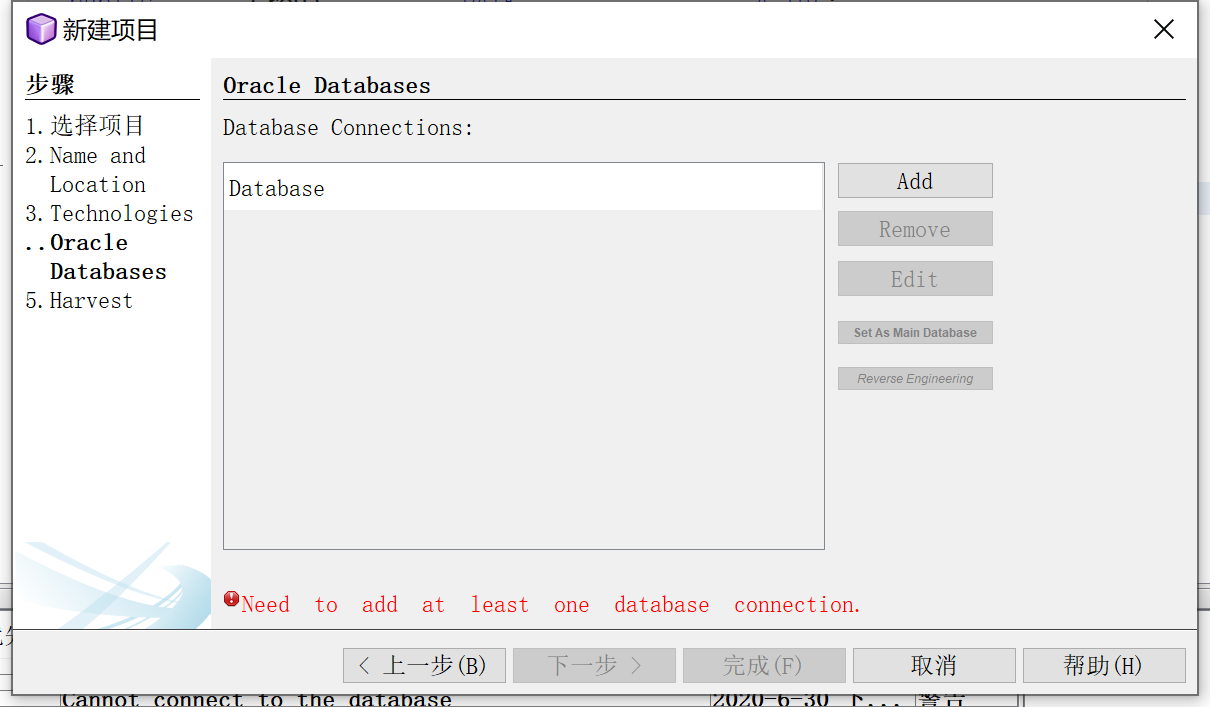 新建项目
步骤
1. 选择项目
2. Name and
Location
3. Technologies
.. Oracle
Databases
5. Harvest
Oracle Databases
Database Connections:
Database
Add
Remove
Edit
Set As Main Database
Reverse Engineering
Need to add at least one database connection.
< 上一步(B)
下一步 >
完成(F)
取消
帮助(H)
Cannot connect to the database
2020-6-30 下...
警告